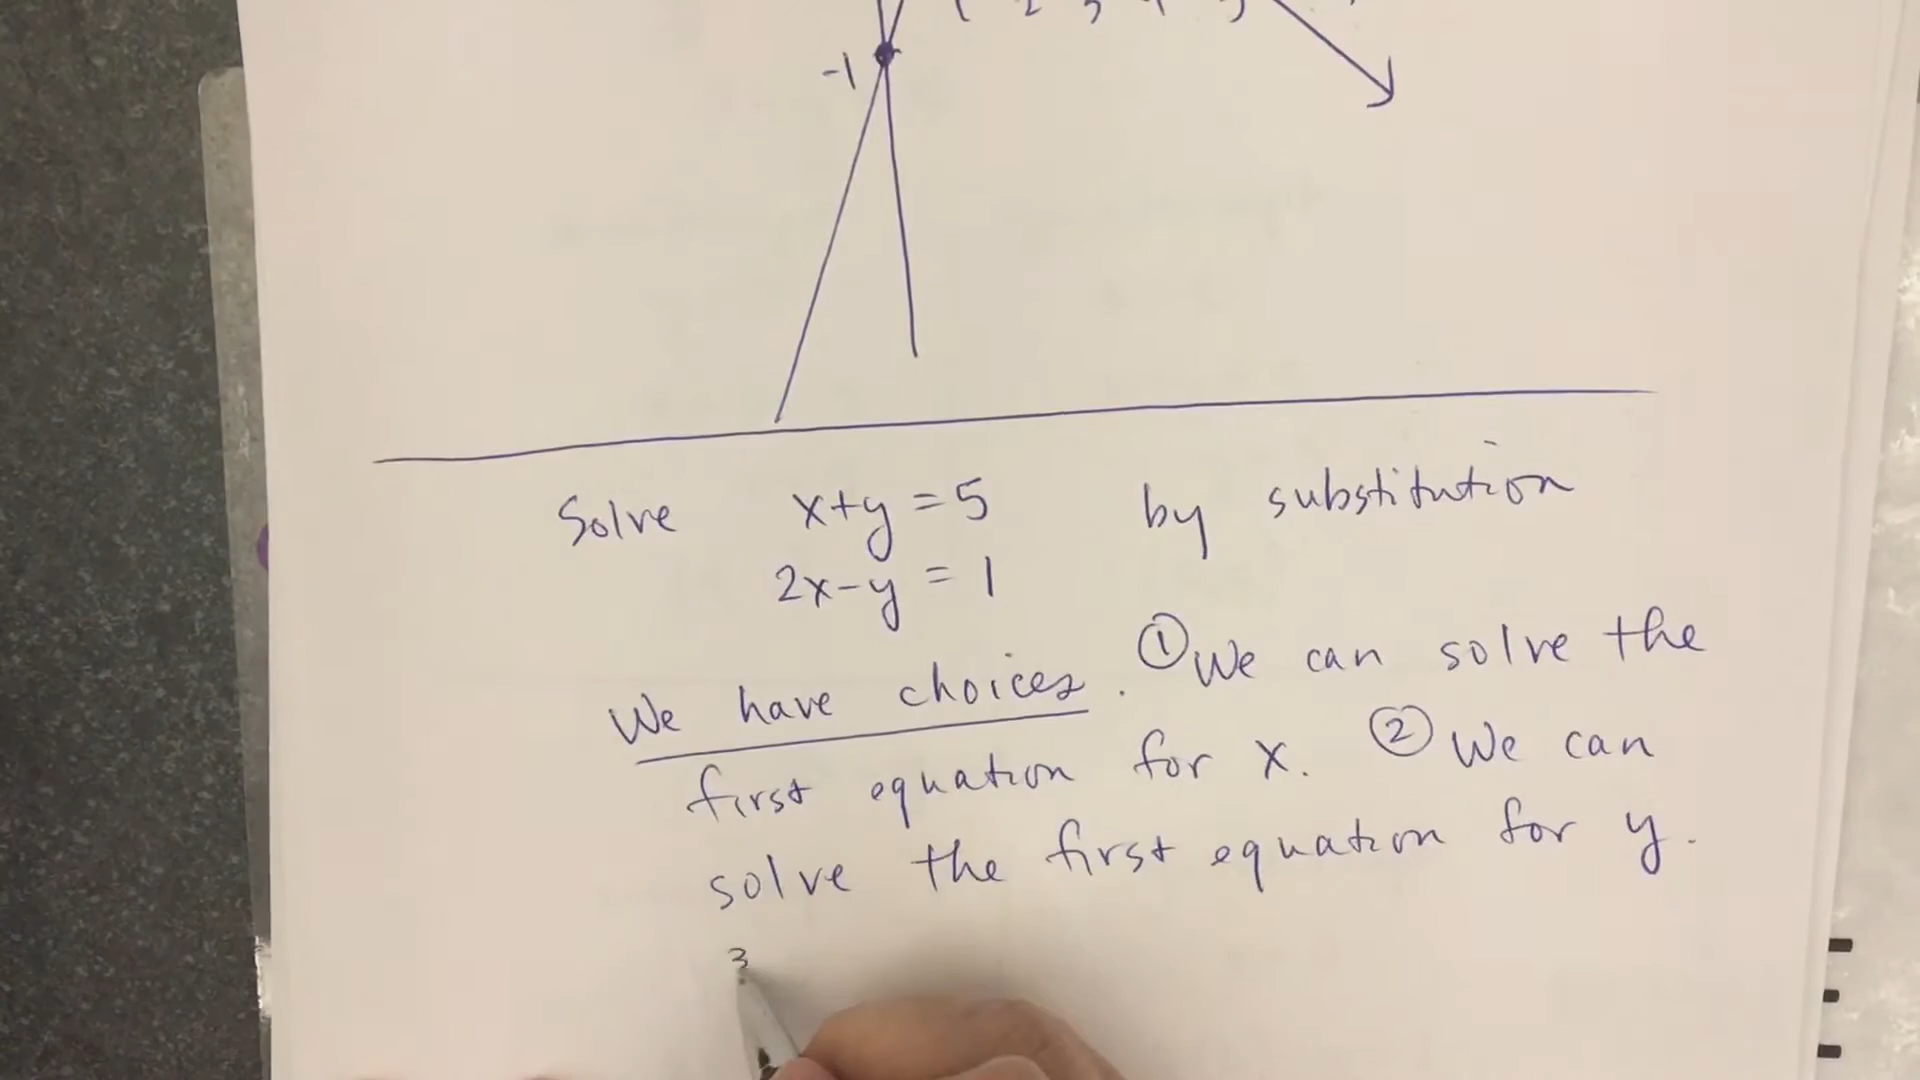 -1
Solve x+y=5 by substitution
2x-y=1
We have choices. ① We can solve the
first equation for x. ② We can
solve the first equation for y.
3